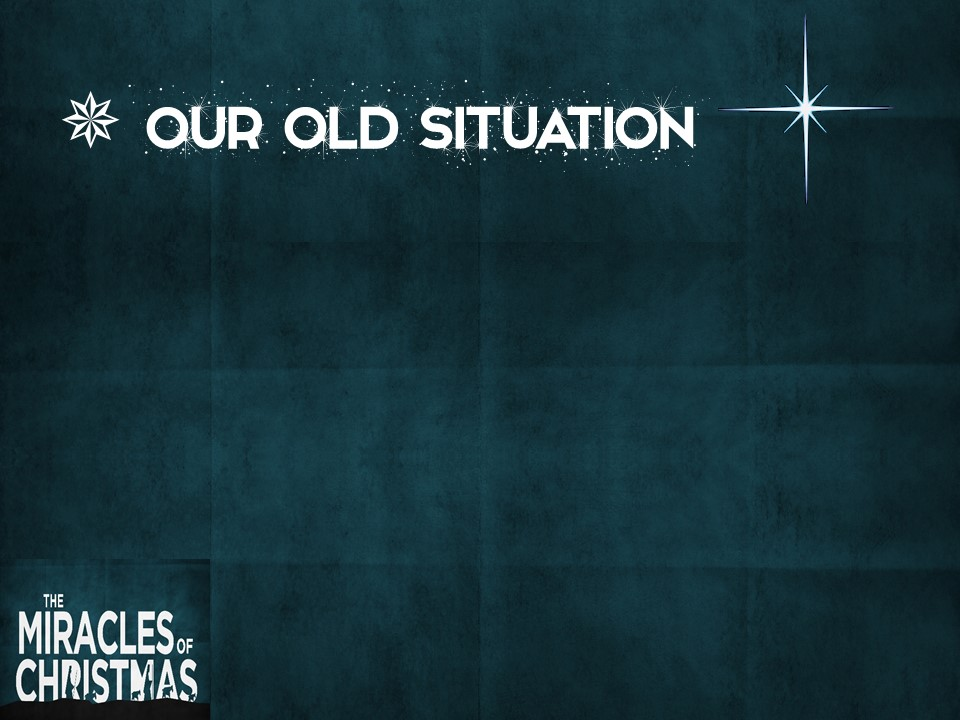 OUR OLD SITUATION
THE
MIRACLES OF
CHRISTMAS